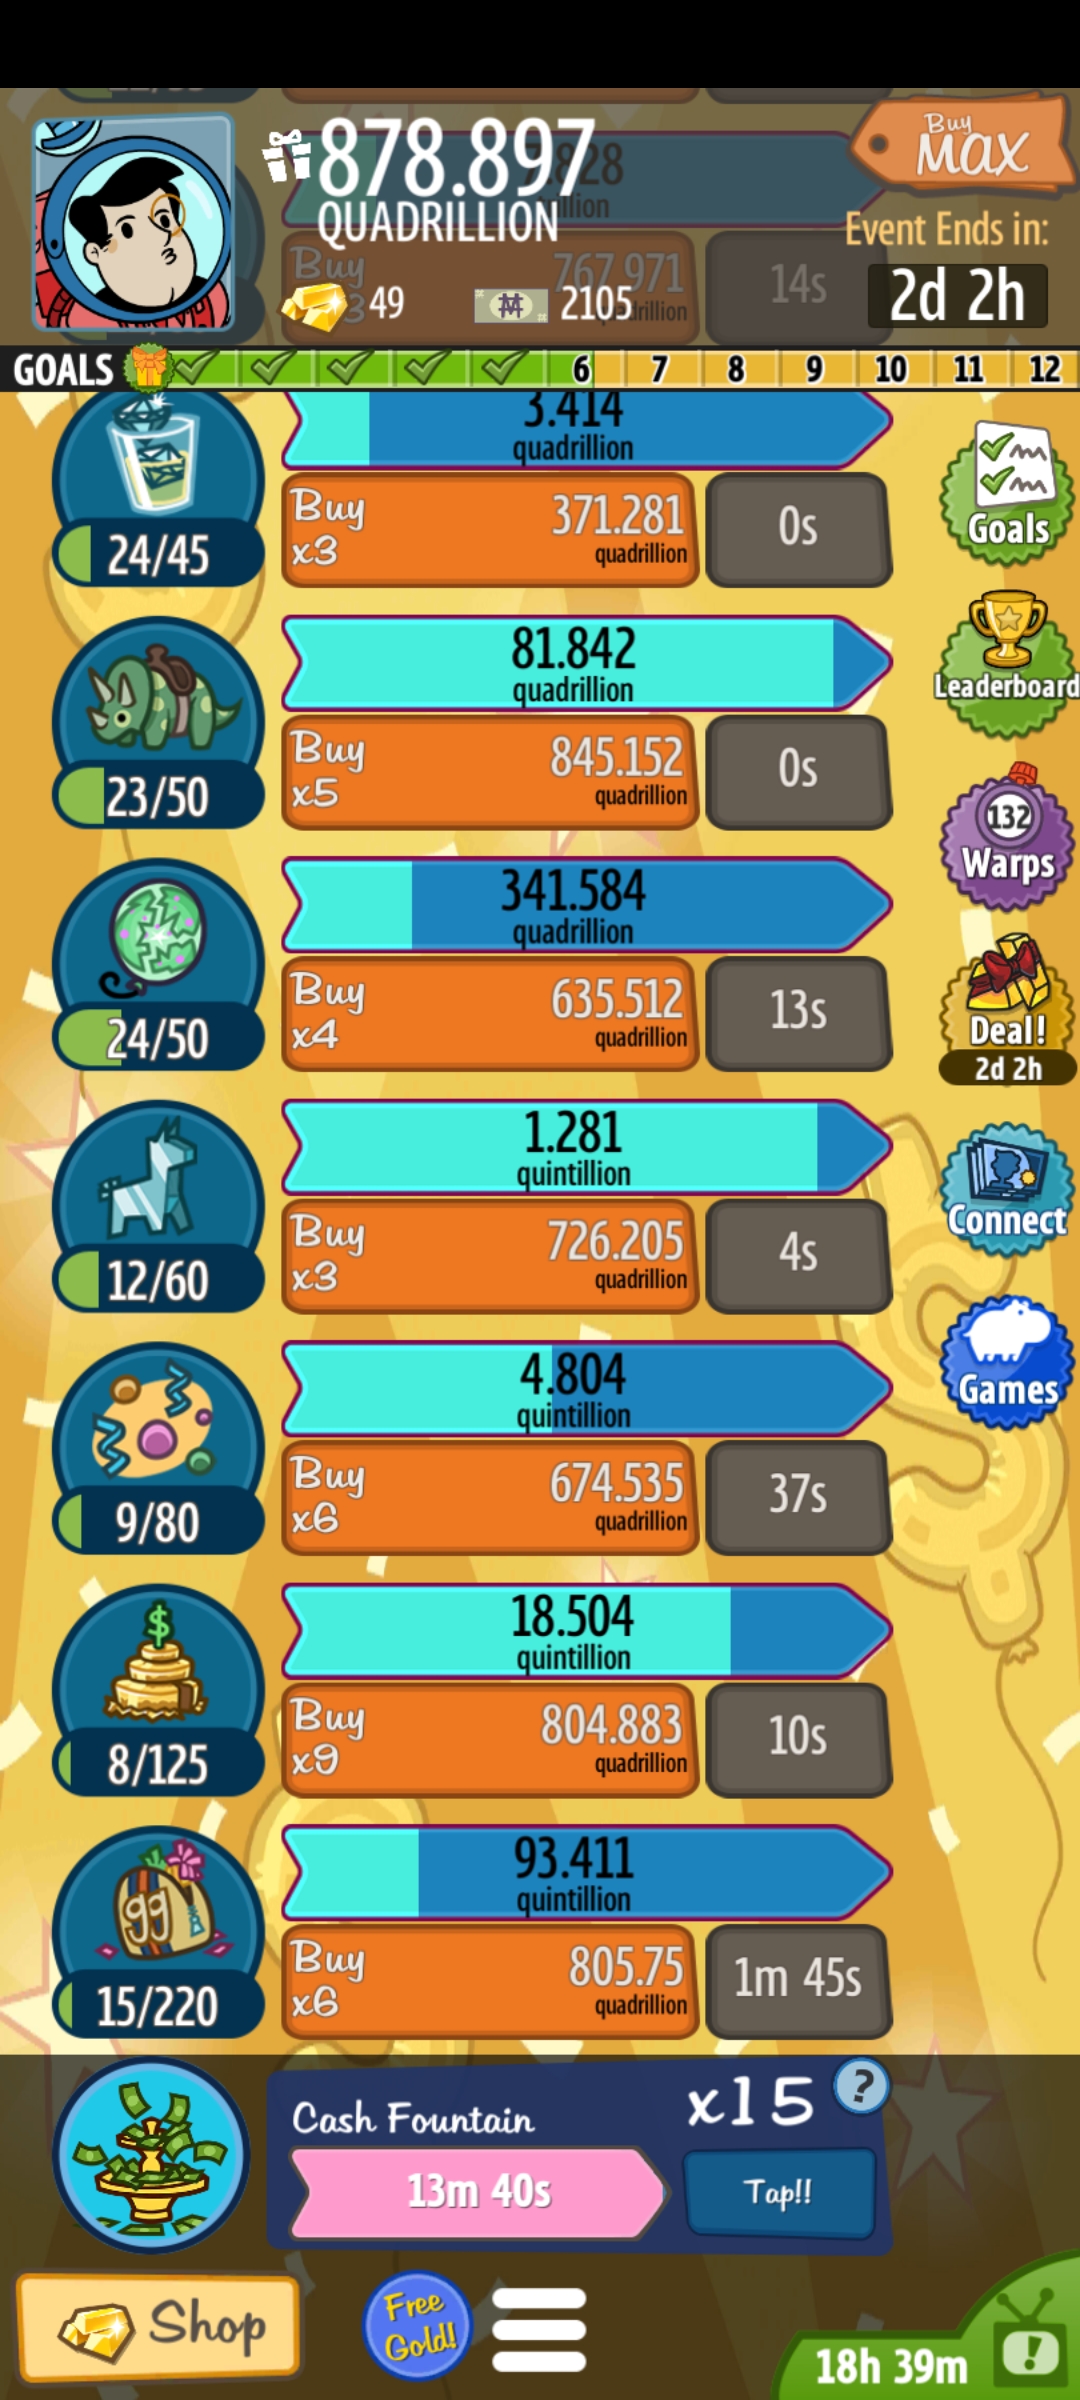 878.897
QUADRILLION
Buy
MAX
7.828
Event Ends in:
Buy
767.971
14s
49
2105
2d 2h
GOALS
6
7
8
9
10
11
12
3.414
quadrillion
24/45
Buy
x3
371.281
quadrillion
0s
Goals
81.842
quadrillion
Leaderboard
23/50
Buy
x5
845.152
quadrillion
0s
132
Warps
341.584
quadrillion
24/50
Buy
x4
635.512
quadrillion
13s
Deal!
2d 2h
1.281
quintillion
Connect
12/60
Buy
x3
726.205
quadrillion
4s
4.804
quintillion
Games
9/80
Buy
x6
674.535
quadrillion
37s
$
18.504
quintillion
8/125
Buy
x9
804.883
quadrillion
10s
99
93.411
quintillion
15/220
Buy
x6
805.75
quadrillion
1m 45s
Cash Fountain
x15
?
13m 40s
Tap!!
Shop
Free
Gold!
18h 39m
!